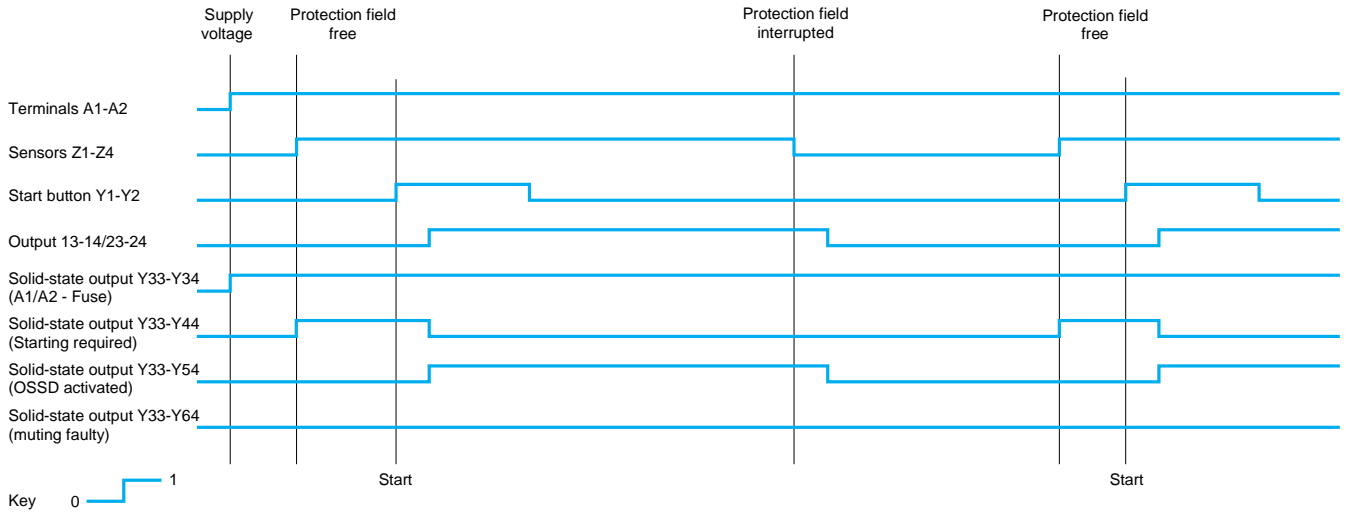 Supply
voltage
Protection field
free
Protection field
interrupted
Protection field
free
Terminals A1-A2
Sensors Z1-Z4
Start button Y1-Y2
Output 13-14/23-24
Solid-state output Y33-Y34
(A1/A2 - Fuse)
Solid-state output Y33-Y44
(Starting required)
Solid-state output Y33-Y54
(OSSD activated)
Solid-state output Y33-Y64
(muting faulty)
Start
Start
Key 0 1